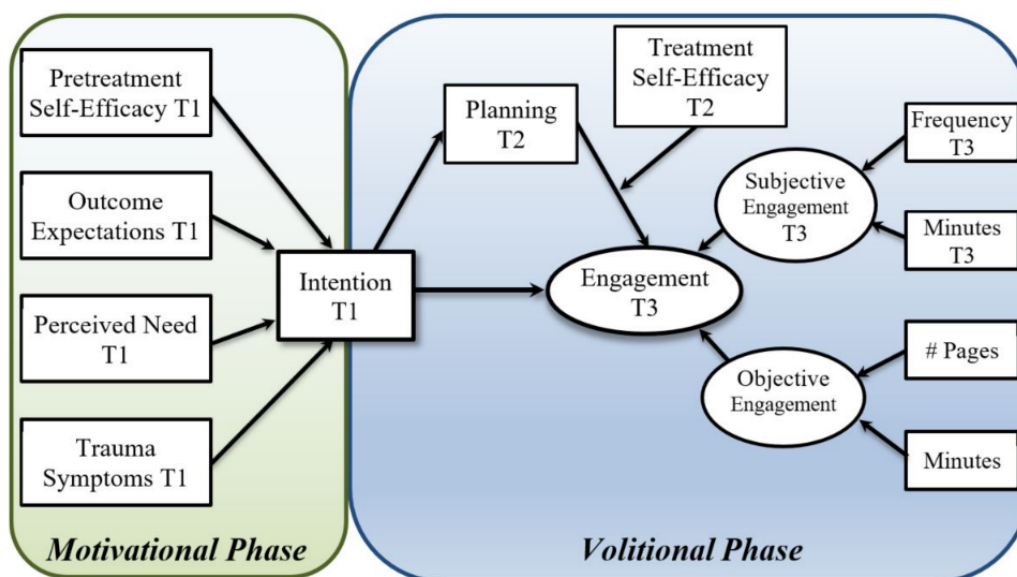 Pretreatment
Self-Efficacy T1
Outcome
Expectations T1
Perceived Need
T1
Trauma
Symptoms T1
Intention
T1
Motivational Phase
Planning
T2
Treatment
Self-Efficacy
T2
Engagement
T3
Subjective
Engagement
T3
Frequency
T3
Minutes
T3
Objective
Engagement
# Pages
Minutes
Volitional Phase